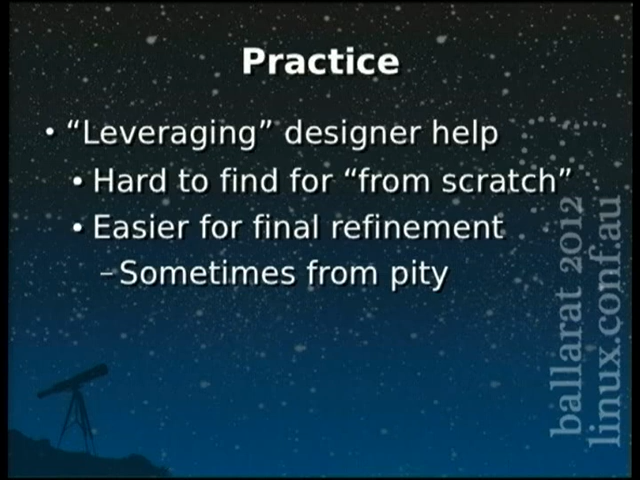 Practice
• “Leveraging” designer help
• Hard to find for “from scratch”
• Easier for final refinement
– Sometimes from pity
ballarat 2012
linux.conf.au